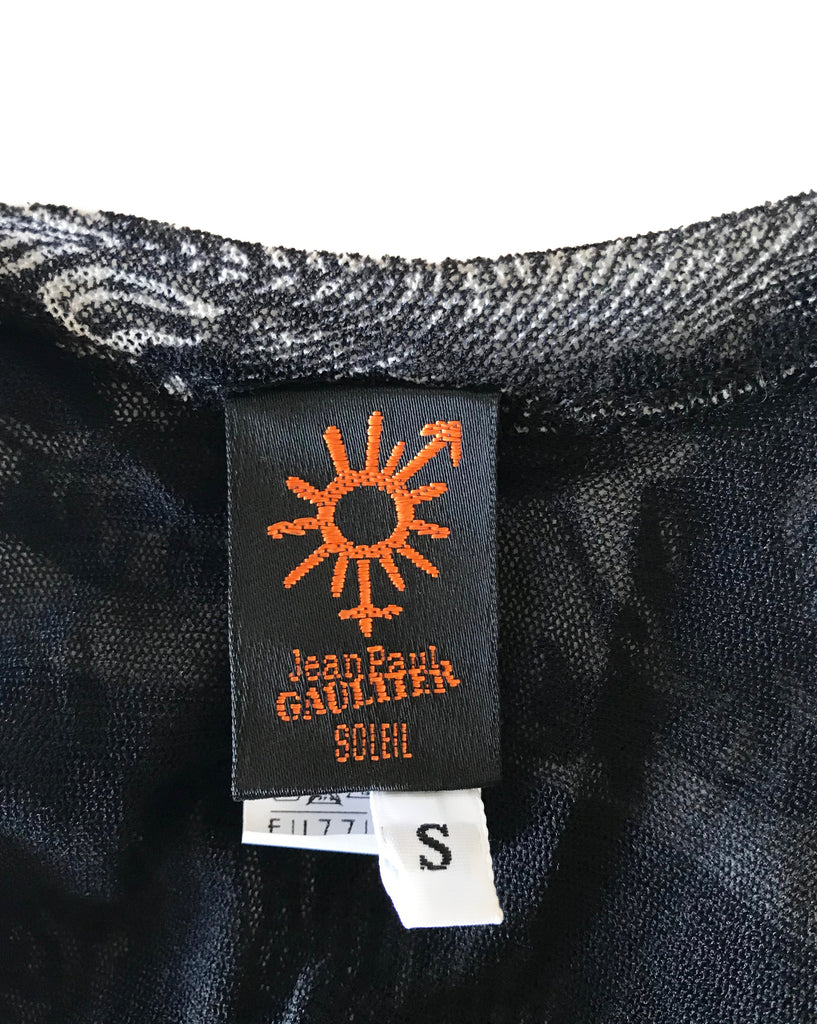 Jean Paul
GAULTIER
SOLEIL
S